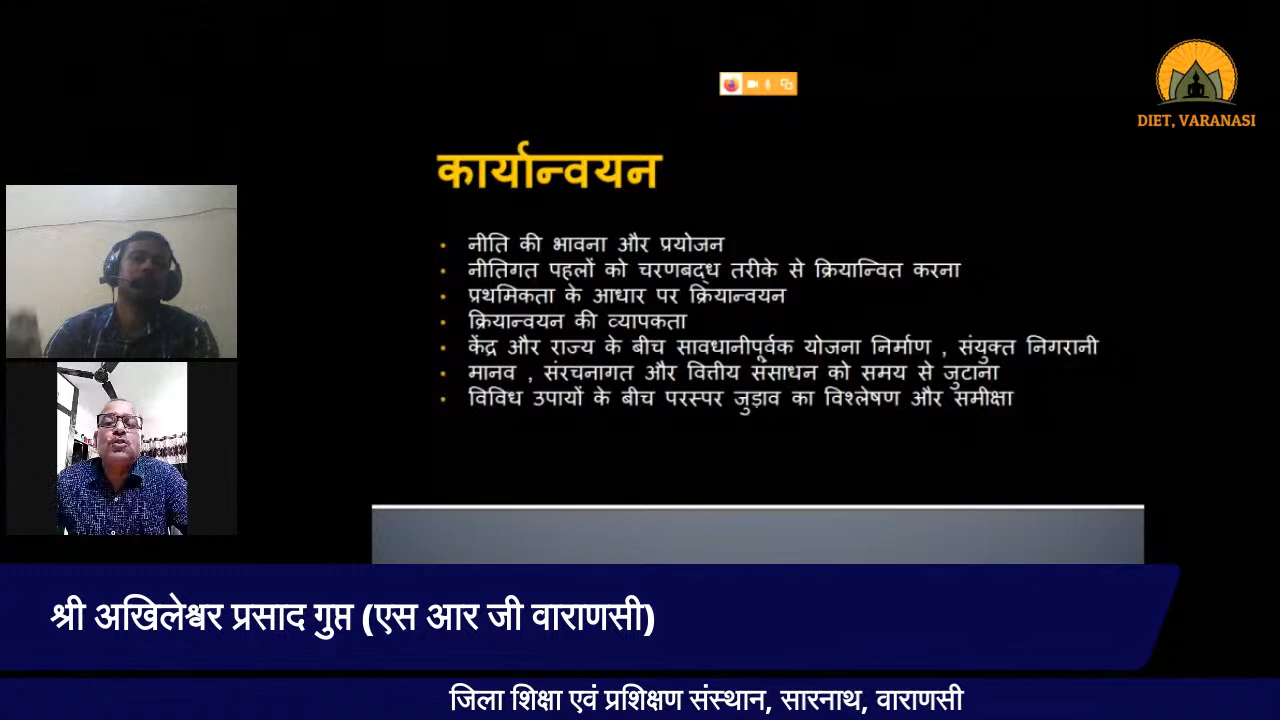 DIET, VARANASI
कार्यान्वयन
नीति की भावना और प्रयोजन
नीतिगत पहलों को चरणबद्ध तरीके से क्रियान्वित करना
प्रथमिकता के आधार पर क्रियान्वयन
क्रियान्वयन की व्यापकता
केंद्र और राज्य के बीच सावधानीपूर्वक योजना निर्माण , संयुक्त निगरानी
मानव , संरचनागत और वित्तीय संसाधन को समय से जुटाना
विविध उपायों के बीच परस्पर जुड़ाव का विश्लेषण और समीक्षा
श्री अखिलेश्वर प्रसाद गुप्त (एस आर जी वाराणसी)
जिला शिक्षा एवं प्रशिक्षण संस्थान, सारनाथ, वाराणसी